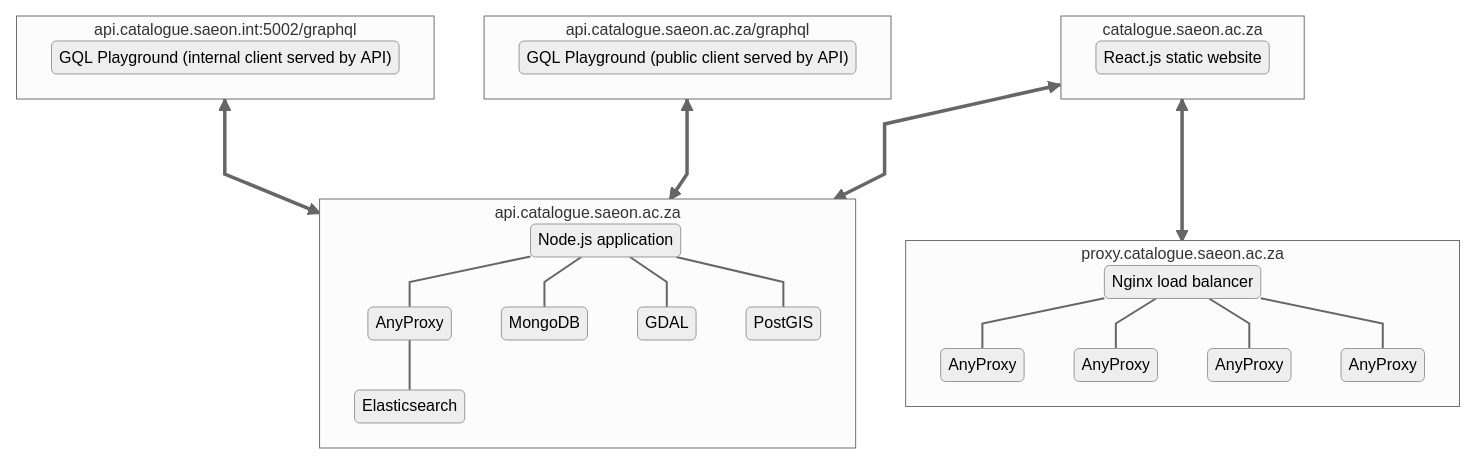 api.catalogue.saeon.int:5002/graphql
GQL Playground (internal client served by API)
api.catalogue.saeon.ac.za/graphql
GQL Playground (public client served by API)
catalogue.saeon.ac.za
React.js static website
api.catalogue.saeon.ac.za
Node.js application
AnyProxy
MongoDB
GDAL
PostGIS
Elasticsearch
proxy.catalogue.saeon.ac.za
Nginx load balancer
AnyProxy
AnyProxy
AnyProxy
AnyProxy